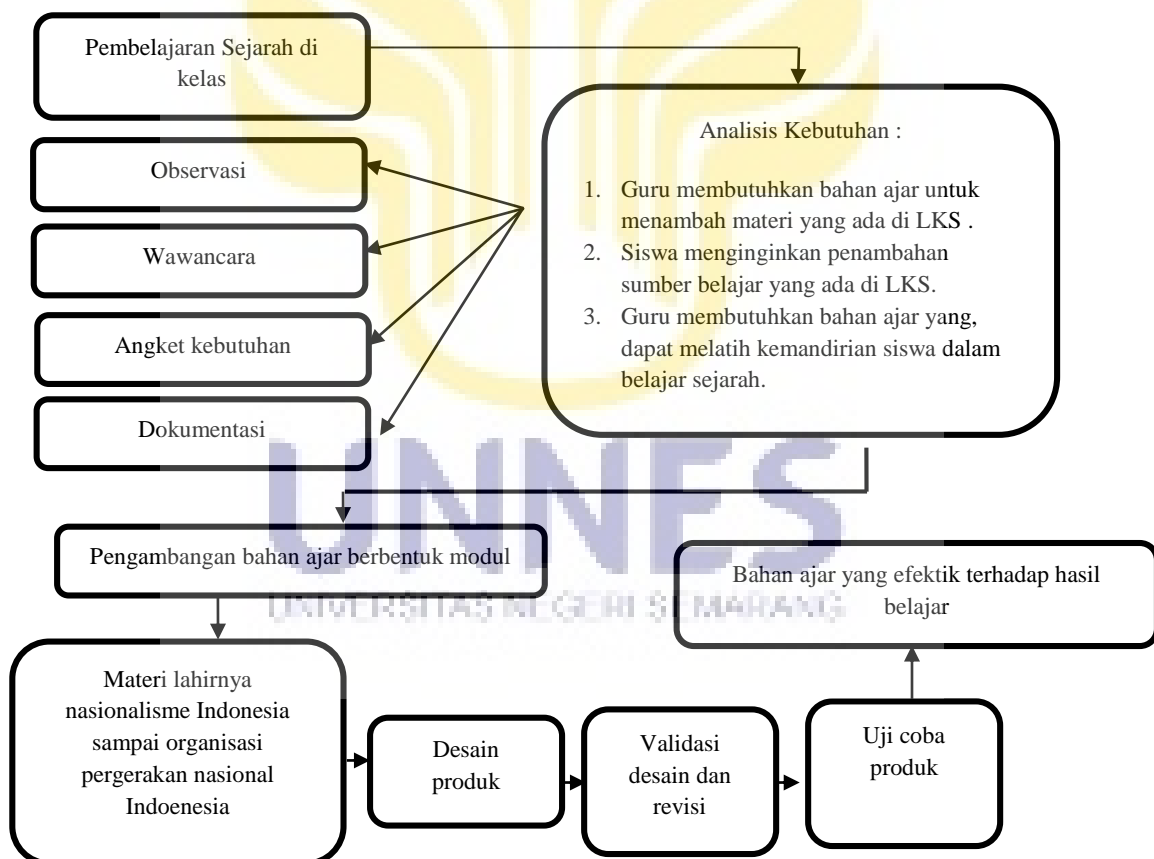 Pembelajaran Sejarah di
kelas
Analisis Kebutuhan :
1. Guru membutuhkan bahan ajar untuk
menambah materi yang ada di LKS .
2. Siswa menginginkan penambahan
sumber belajar yang ada di LKS.
3. Guru membutuhkan bahan ajar yang,
dapat melatih kemandirian siswa dalam
belajar sejarah.
Observasi
Wawancara
Angket kebutuhan
Dokumentasi
UNNES
UNIVERSITAS NEGERI SEMARANG
Pengambangan bahan ajar berbentuk modul
Bahan ajar yang efektik terhadap hasil
belajar
Materi lahirnya
nasionalisme Indonesia
sampai organisasi
pergerakan nasional
Indoenesia
Desain
produk
Validasi
desain dan
revisi
Uji coba
produk